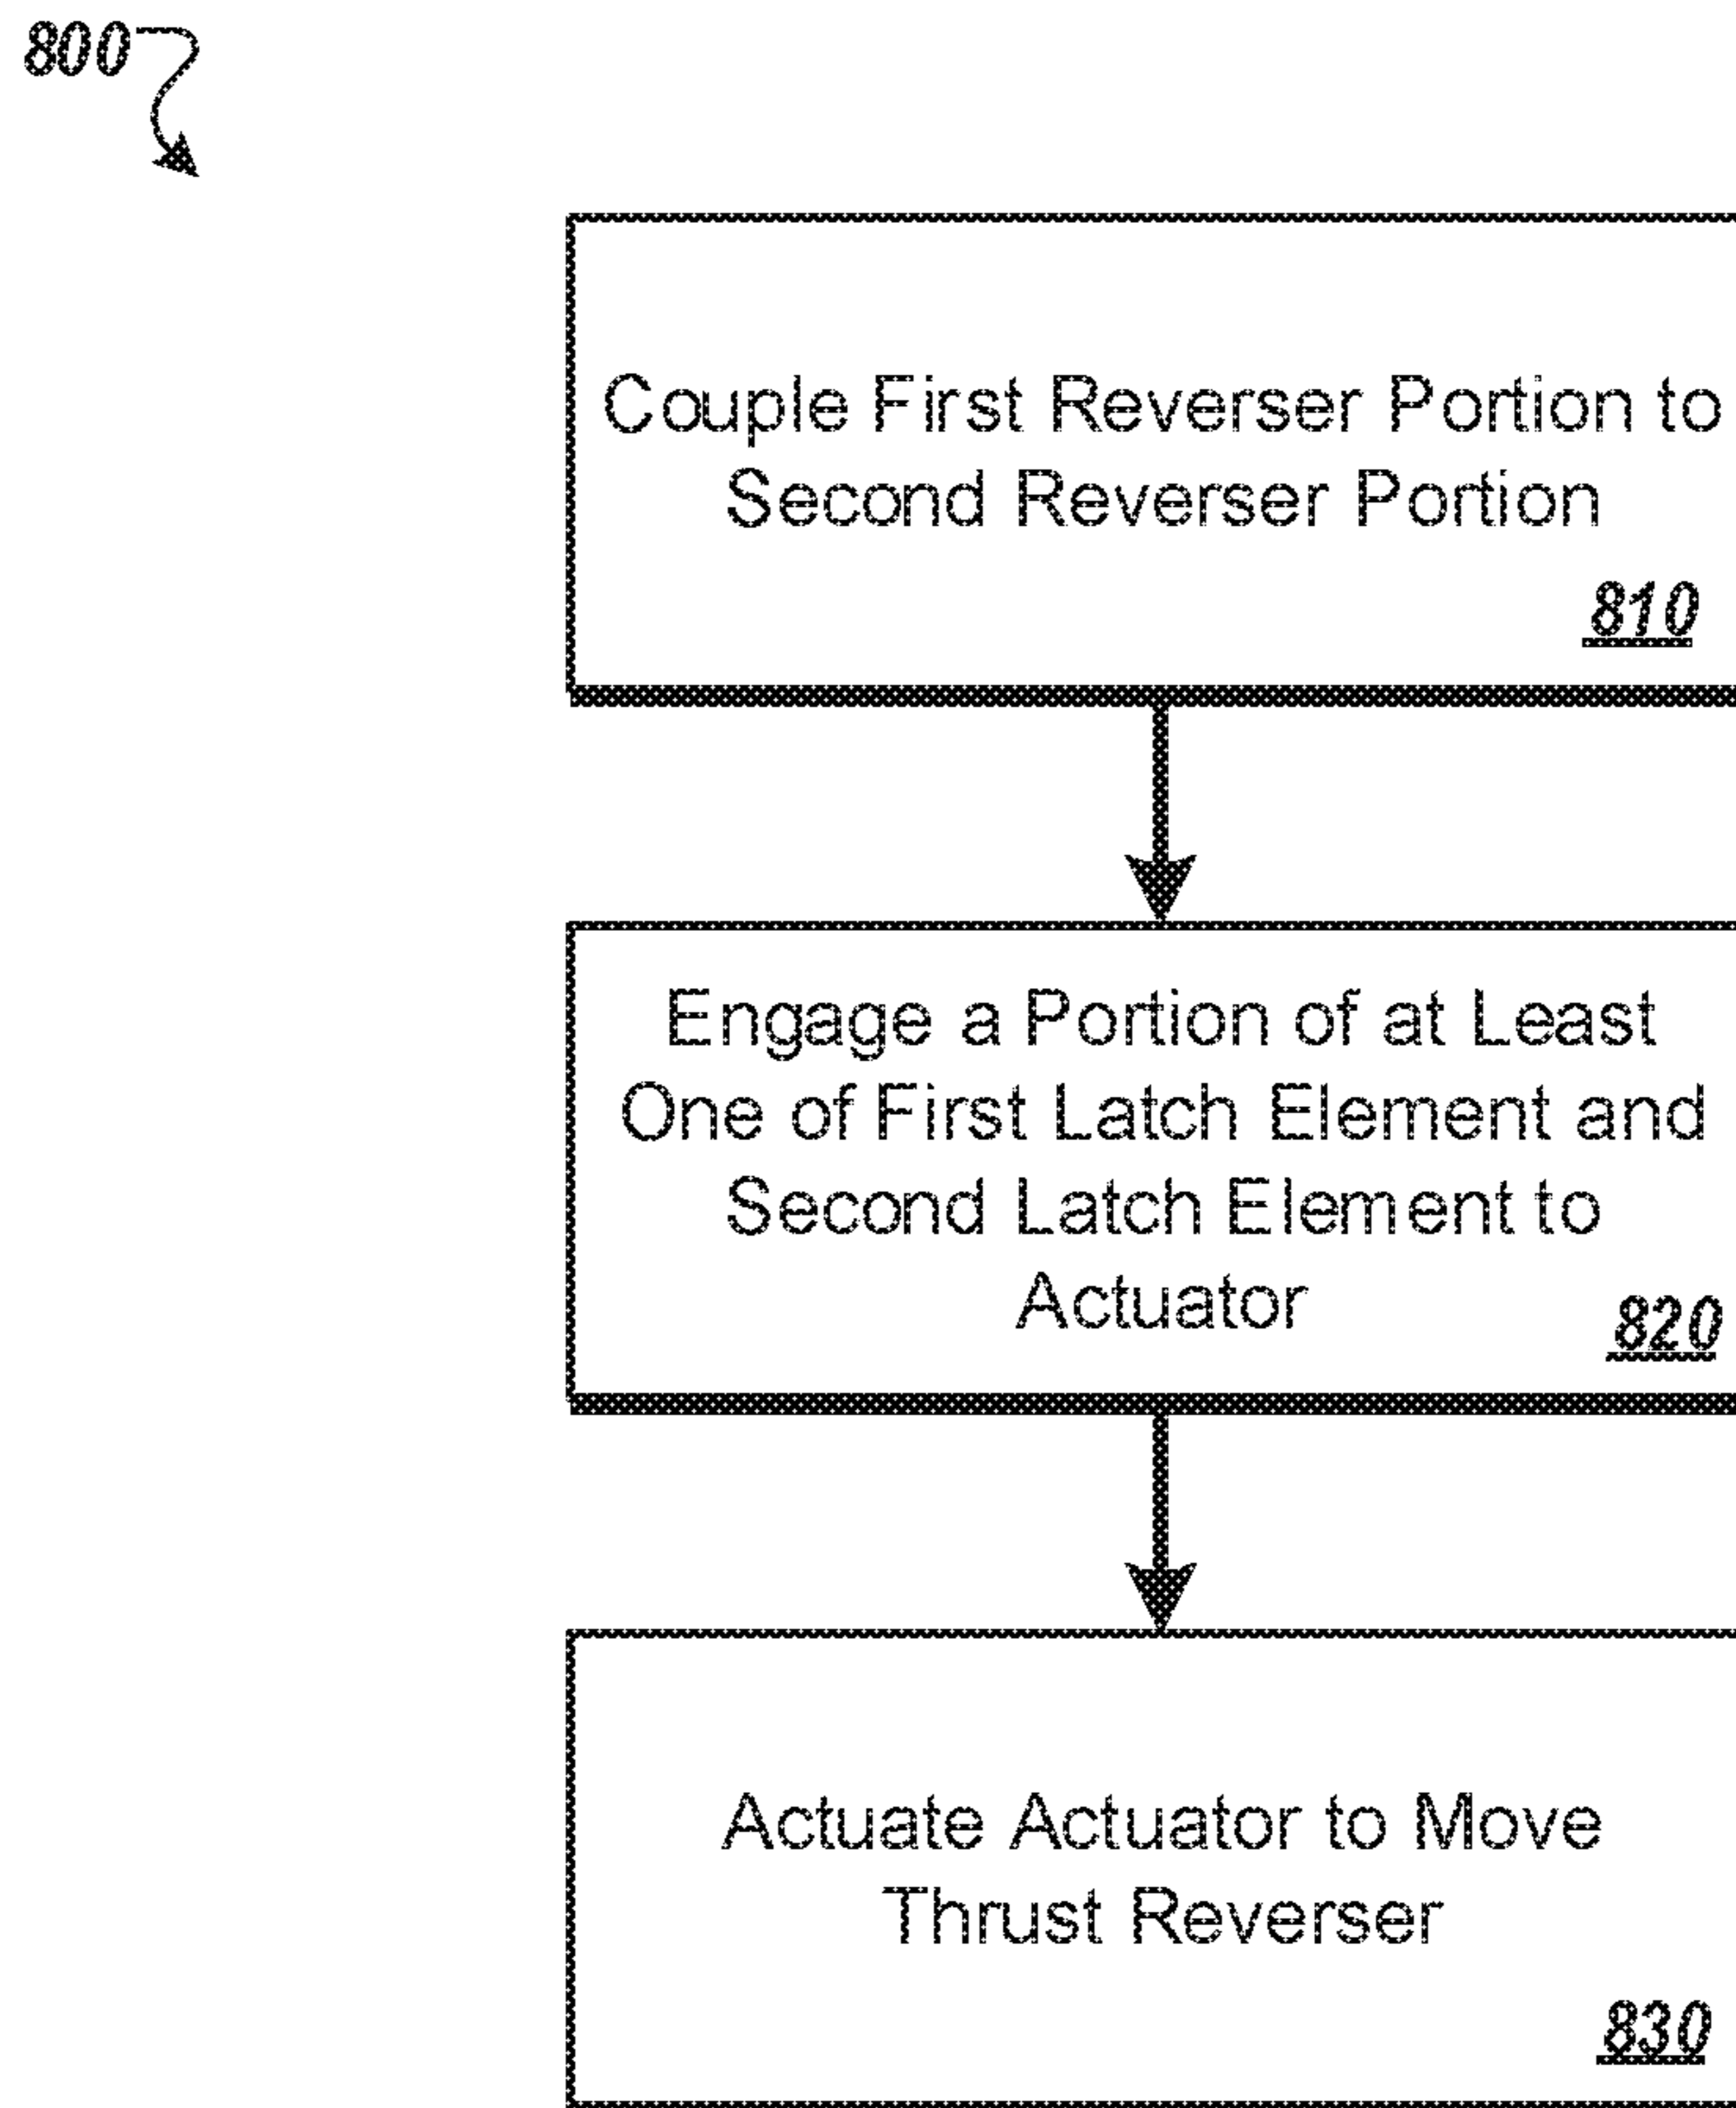 800
Couple First Reverser Portion to
Second Reverser Portion
810
Engage a Portion of at Least
One of First Latch Element and
Second Latch Element to
Actuator
820
Actuate Actuator to Move
Thrust Reverser
830